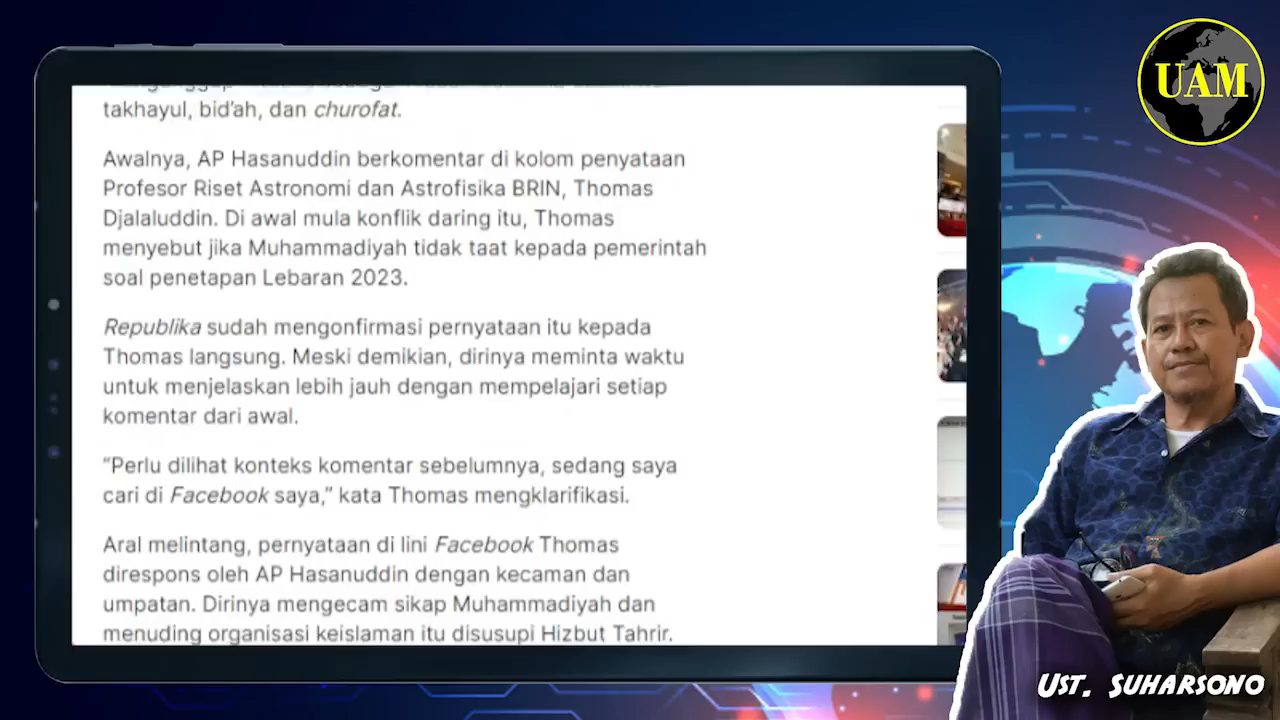 takhayul, bid’ah, dan churofat.
Awalnya, AP Hasanuddin berkomentar di kolom penyataan
Profesor Riset Astronomi dan Astrofisika BRIN, Thomas
Djalaluddin. Di awal mula konflik daring itu, Thomas
menyebut jika Muhammadiyah tidak taat kepada pemerintah
soal penetapan Lebaran 2023.
Republika sudah mengonfirmasi pernyataan itu kepada
Thomas langsung. Meski demikian, dirinya meminta waktu
untuk menjelaskan lebih jauh dengan mempelajari setiap
komentar dari awal.
“Perlu dilihat konteks komentar sebelumnya, sedang saya
cari di Facebook saya,” kata Thomas mengklarifikasi.
Aral melintang, pernyataan di lini Facebook Thomas
direspons oleh AP Hasanuddin dengan kecaman dan
umpatan. Dirinya mengecam sikap Muhammadiyah dan
menuding organisasi keislaman itu disusupi Hizbut Tahrir.
UAM
UST. SUHARSONO